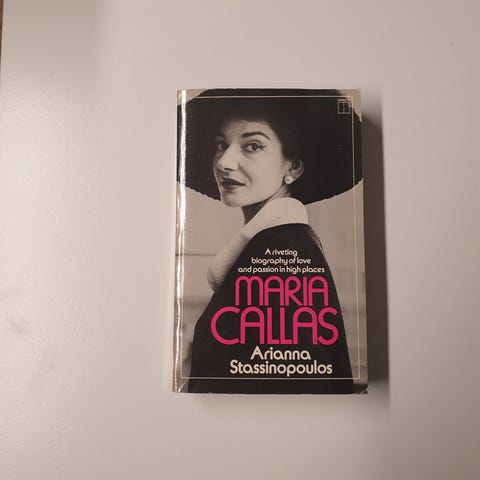 A riveting
biography of love
and passion in high places
MARIA
CALLAS
Arianna
Stassinopoulos